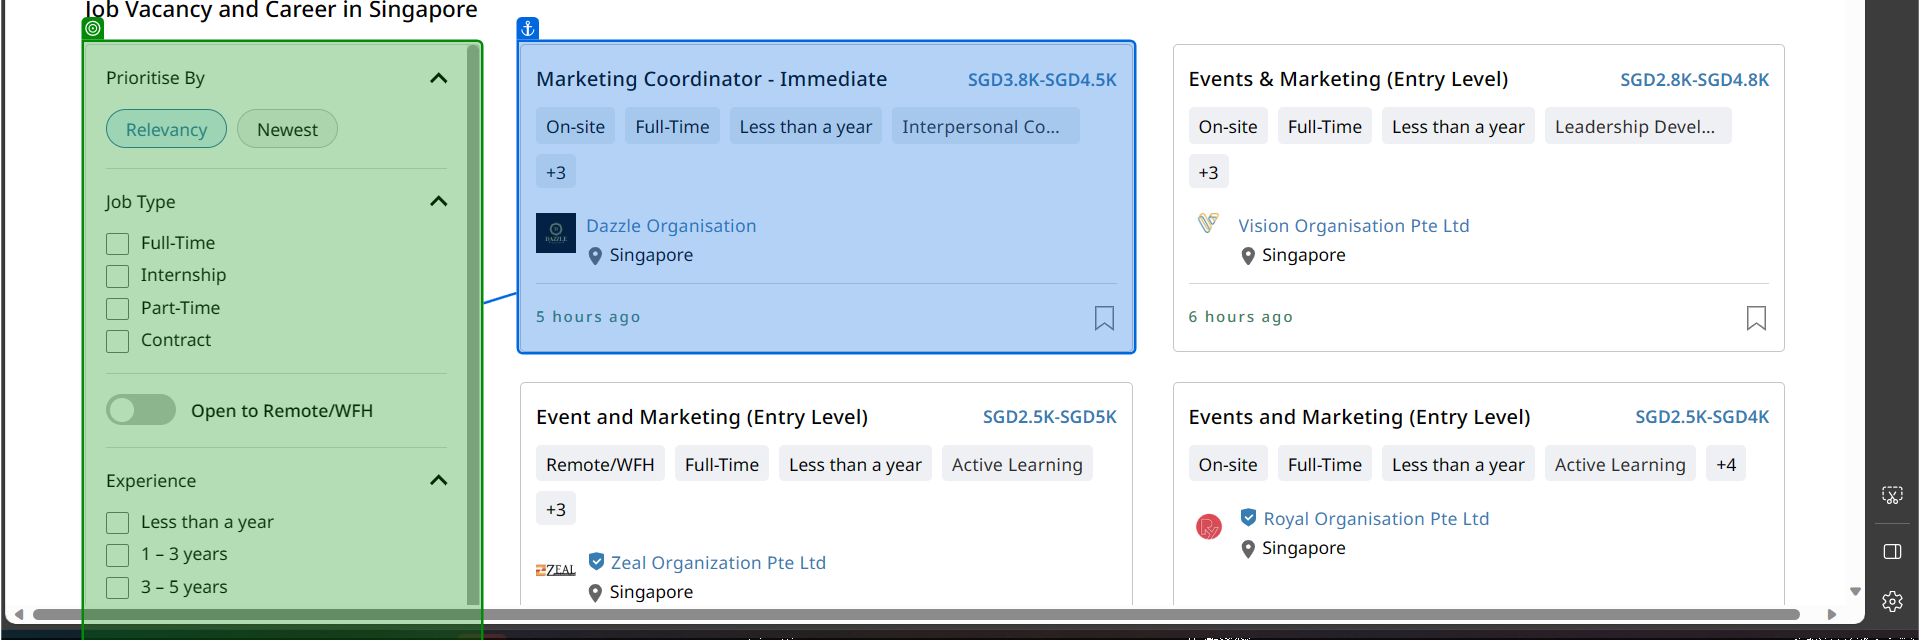 Job Vacancy and Career in Singapore
Prioritise By
Relevancy
Newest
Job Type
Full-Time
Internship
Part-Time
Contract
Open to Remote/WFH
Experience
Less than a year
1 – 3 years
3 – 5 years
Marketing Coordinator - Immediate
SGD3.8K-SGD4.5K
On-site
Full-Time
Less than a year
Interpersonal Co...
+3
DAZZLE
Dazzle Organisation
Singapore
5 hours ago
Events & Marketing (Entry Level)
SGD2.8K-SGD4.8K
On-site
Full-Time
Less than a year
Leadership Devel...
+3
Vision Organisation Pte Ltd
Singapore
6 hours ago
Event and Marketing (Entry Level)
SGD2.5K-SGD5K
Remote/WFH
Full-Time
Less than a year
Active Learning
+3
ZEAL
Zeal Organization Pte Ltd
Singapore
Events and Marketing (Entry Level)
SGD2.5K-SGD4K
On-site
Full-Time
Less than a year
Active Learning
+4
Royal Organisation Pte Ltd
Singapore